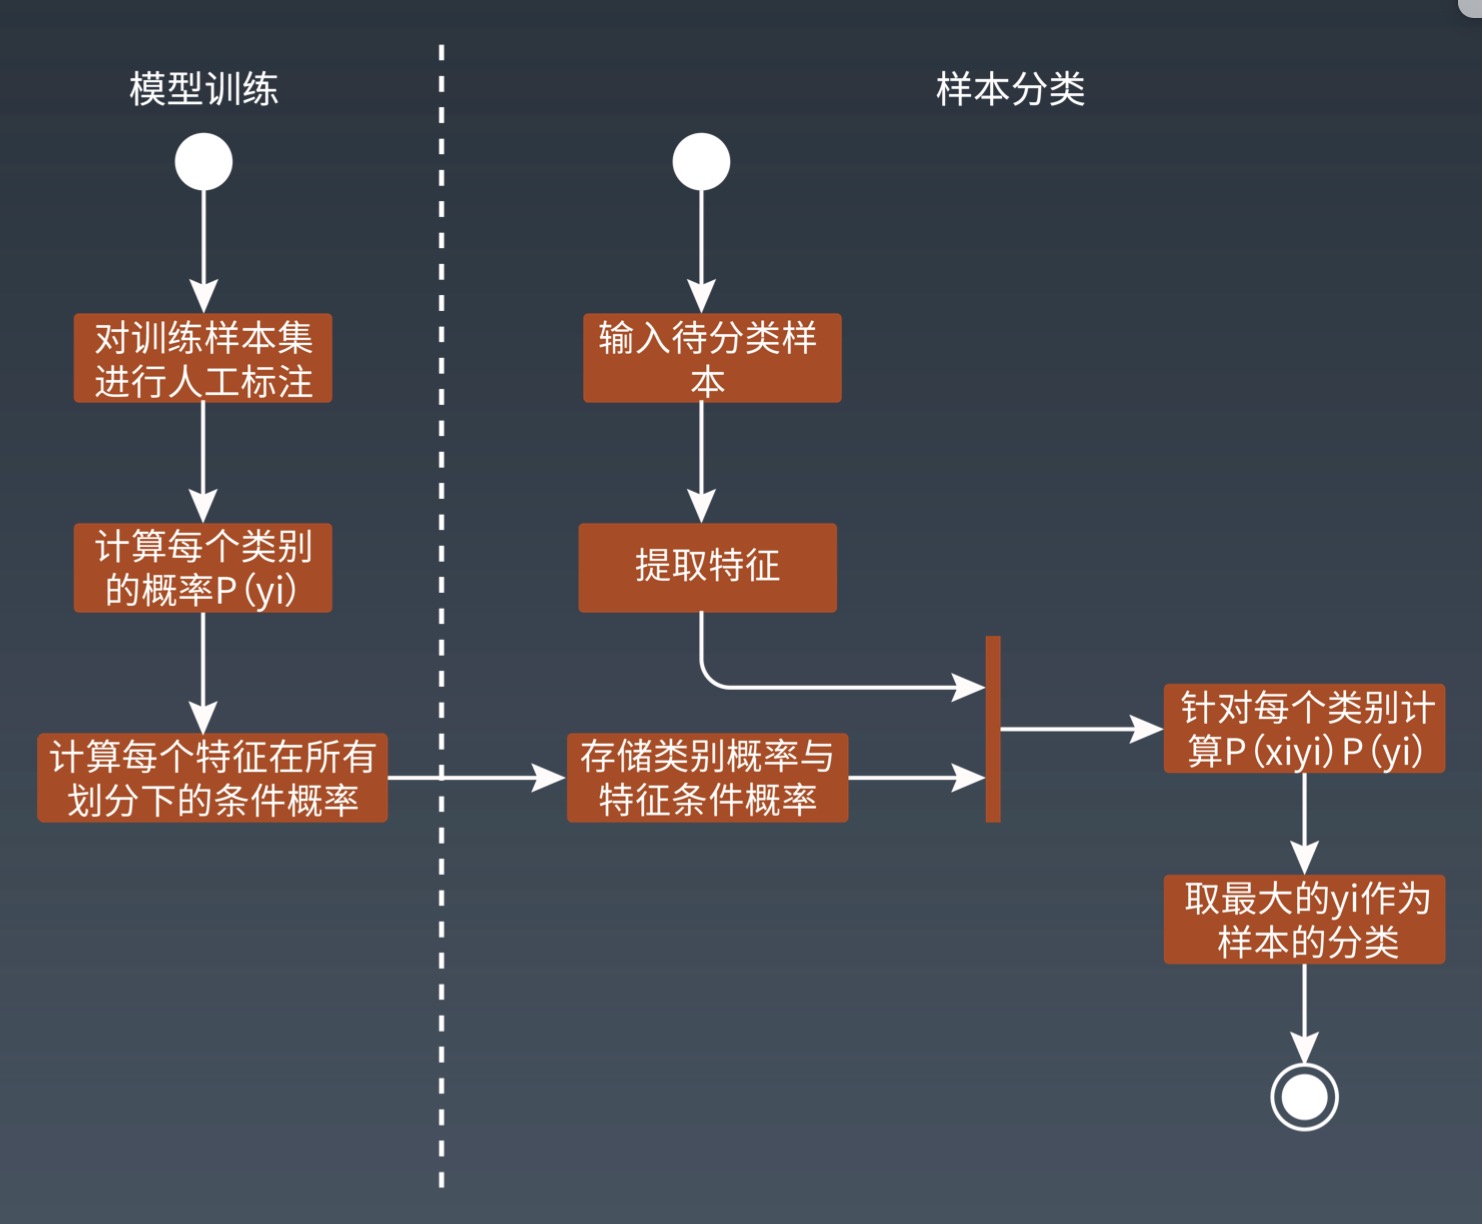 模型训练
对训练样本集
进行人工标注
计算每个类别
的概率P(yi)
计算每个特征在所有
划分下的条件概率
样本分类
输入待分类样
本
提取特征
存储类别概率与
特征条件概率
针对每个类别计
算P(xiyi)P(yi)
取最大的yi作为
样本的分类